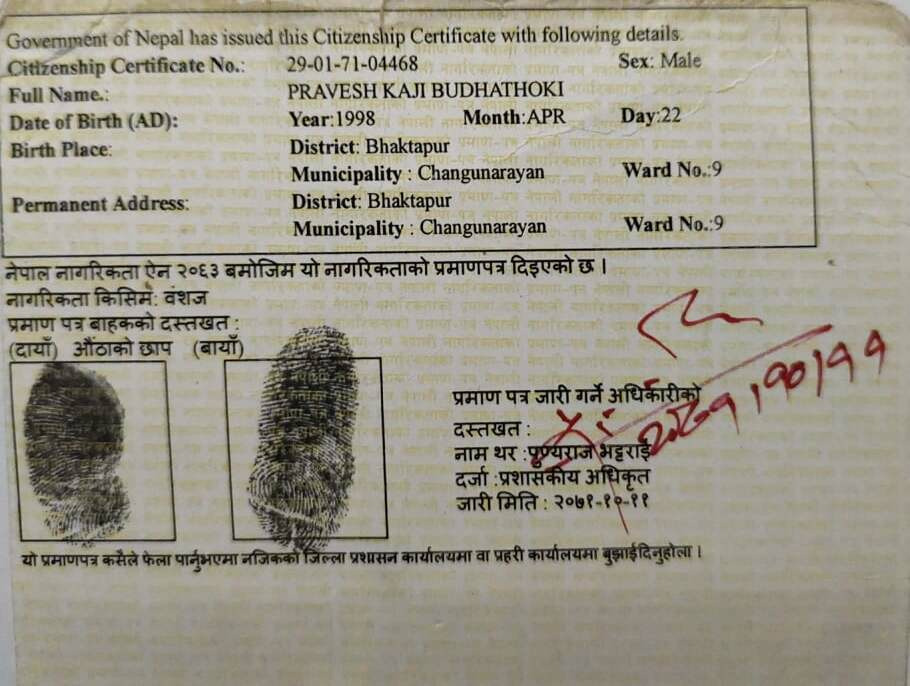 Government of Nepal has issued this Citizenship Certificate with following details.
Citizenship Certificate No.: 29-01-71-04468 Sex: Male
Full Name.: PRAVESH KAJI BUDHATHOKI
Date of Birth (AD): Year:1998 Month:APR Day:22
Birth Place: District: Bhaktapur
Municipality : Changunarayan Ward No.:9
Permanent Address: District: Bhaktapur
Municipality : Changunarayan Ward No.:9
नेपाल नागरिकता ऐन २०६३ बमोजिम यो नागरिकताको प्रमाणपत्र दिइएको छ ।
नागरिकता किसिम: वंशज
प्रमाण पत्र बाहकको दस्तखत :
(दायाँ) औंठाको छाप (बायाँ)
प्रमाण पत्र जारी गर्ने अधिकारीको
दस्तखत :
नाम थर : पुण्यराज भट्टराई
दर्जा : प्रशासकीय अधिकृत
जारी मिति : २०७१-१०-११
यो प्रमाणपत्र कसैले फेला पार्नुभएमा नजिकको जिल्ला प्रशासन कार्यालयमा वा प्रहरी कार्यालयमा बुझाईदिनुहोला ।